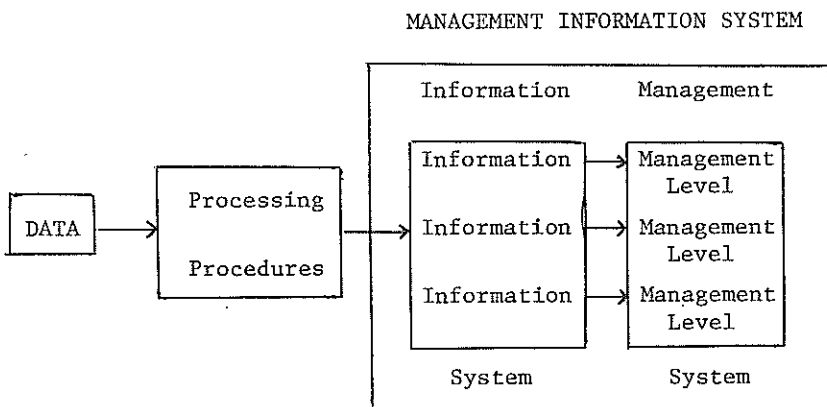 MANAGEMENT INFORMATION SYSTEM
Information Management
Information Management
Level
Processing
DATA
Information Management
Level
Procedures
Information Management
Level
System System